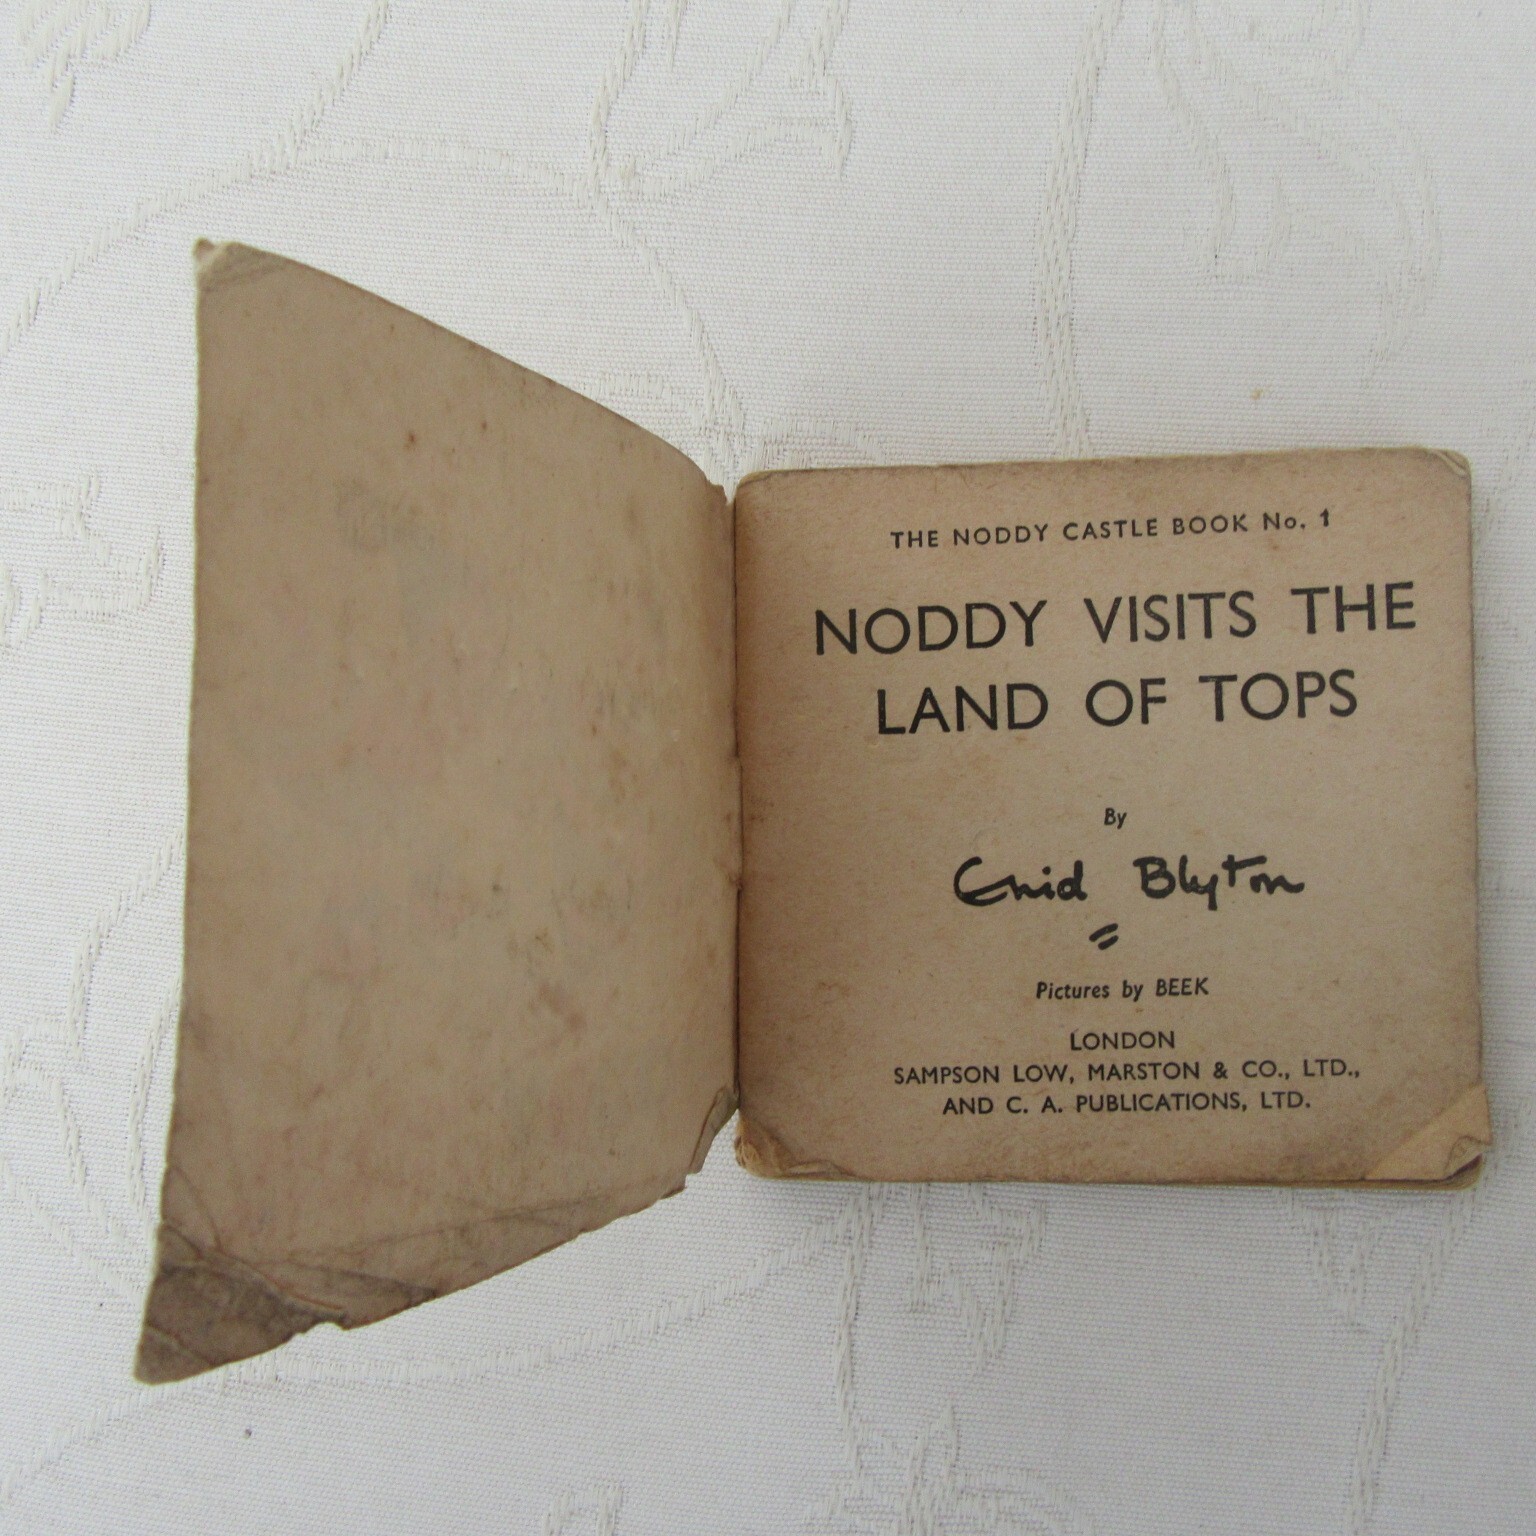 THE NODDY CASTLE BOOK No. 1
NODDY VISITS THE
LAND OF TOPS
By
Enid Blyton
Pictures by BEEK
LONDON
SAMPSON LOW, MARSTON & CO., LTD.,
AND C. A. PUBLICATIONS, LTD.